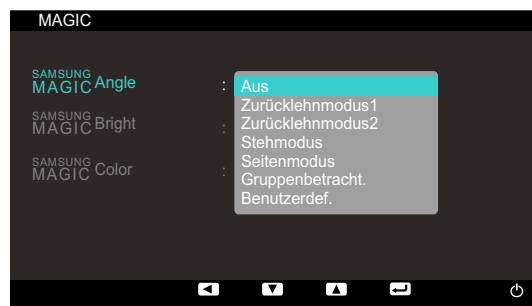 MAGIC
SAMSUNG
MAGIC Angle :
Aus
Zurücklehnmodus1
SAMSUNG
MAGIC Bright :
Zurücklehnmodus2
Stehmodus
SAMSUNG
MAGIC Color :
Seitenmodus
Gruppenbetracht.
Benutzerdef.